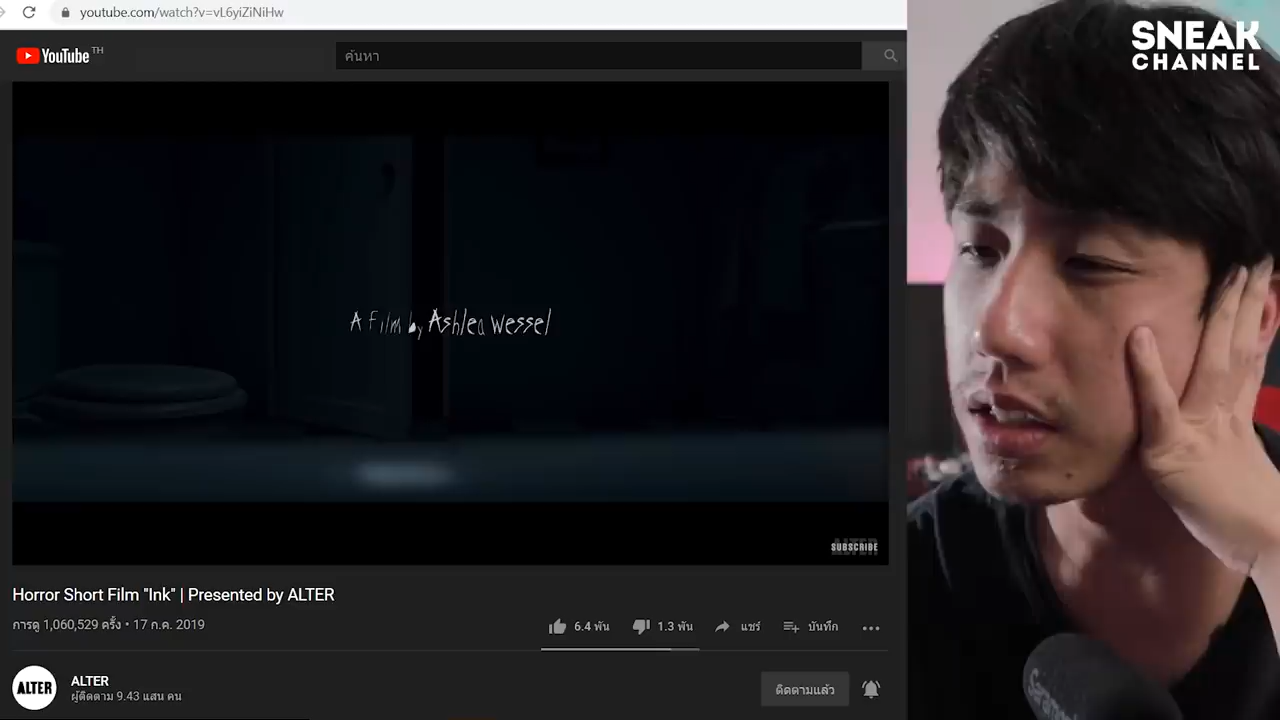 youtube.com/watch?v=vL6yiZiNiHw
YouTube TH
ค้นหา
SNEAK
CHANNEL
A Film by Ashlea Wessel
SUBSCRIBE
Horror Short Film "Ink" | Presented by ALTER
การดู 1,060,529 ครั้ง • 17 ก.ค. 2019
6.4 พัน
1.3 พัน
แชร์
บันทึก
ALTER
ALTER
ผู้ติดตาม 9.43 แสน คน
ติดตามแล้ว